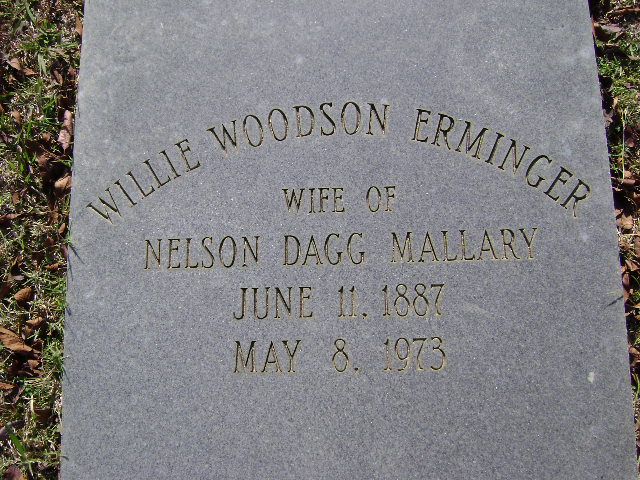 WILLIE WOODSON ERMINGER
WIFE OF
NELSON DAGG MALLARY
JUNE 11, 1887
MAY 8, 1973